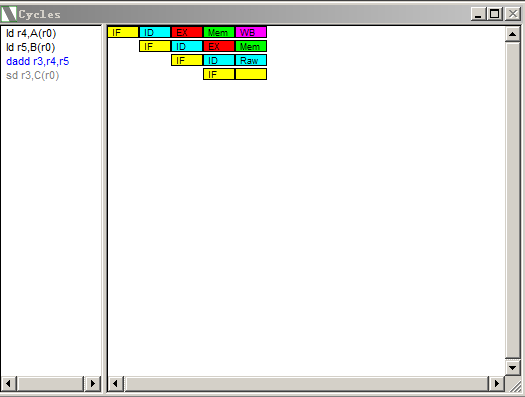 Cycles
ld r4,A(r0) IF ID EX Mem WB
ld r5,B(r0) IF ID EX Mem
dadd r3,r4,r5 IF ID Raw
sd r3,C(r0) IF